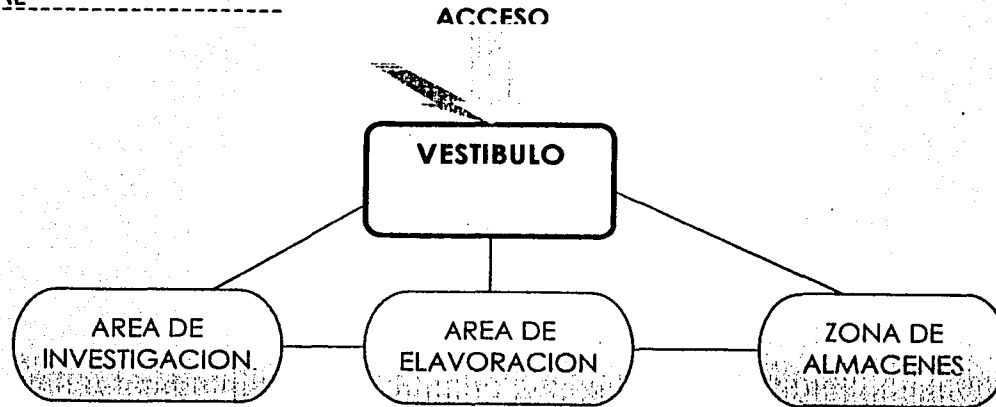 ACCESO
VESTIBULO
AREA DE
INVESTIGACION
AREA DE
ELAVORACION
ZONA DE
ALMACENES